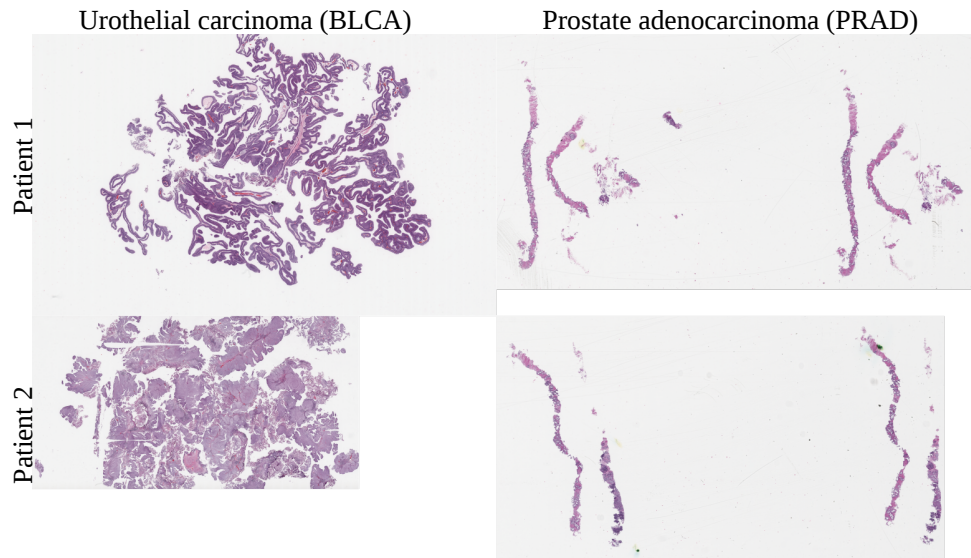 Urothelial carcinoma (BLCA)
Prostate adenocarcinoma (PRAD)
Patient 1
Patient 2